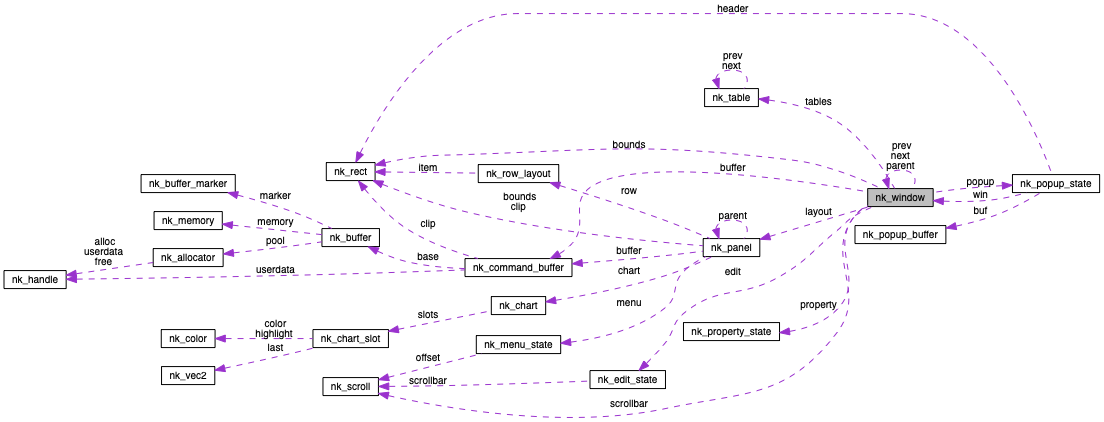 header
prev
next
nk_table
tables
bounds
prev
next
parent
buffer
nk_rect
item
nk_row_layout
popup
nk_popup_state
nk_buffer_marker
marker
row
nk_window
win
bounds
clip
layout
buf
nk_memory
memory
clip
parent
nk_popup_buffer
nk_buffer
pool
alloc
userdata
free
nk_allocator
base
buffer
nk_panel
nk_handle
userdata
nk_command_buffer
chart
edit
nk_chart
menu
property
slots
color
highlight
nk_color
nk_chart_slot
nk_property_state
last
nk_menu_state
offset
nk_vec2
nk_scroll
scrollbar
nk_edit_state
scrollbar